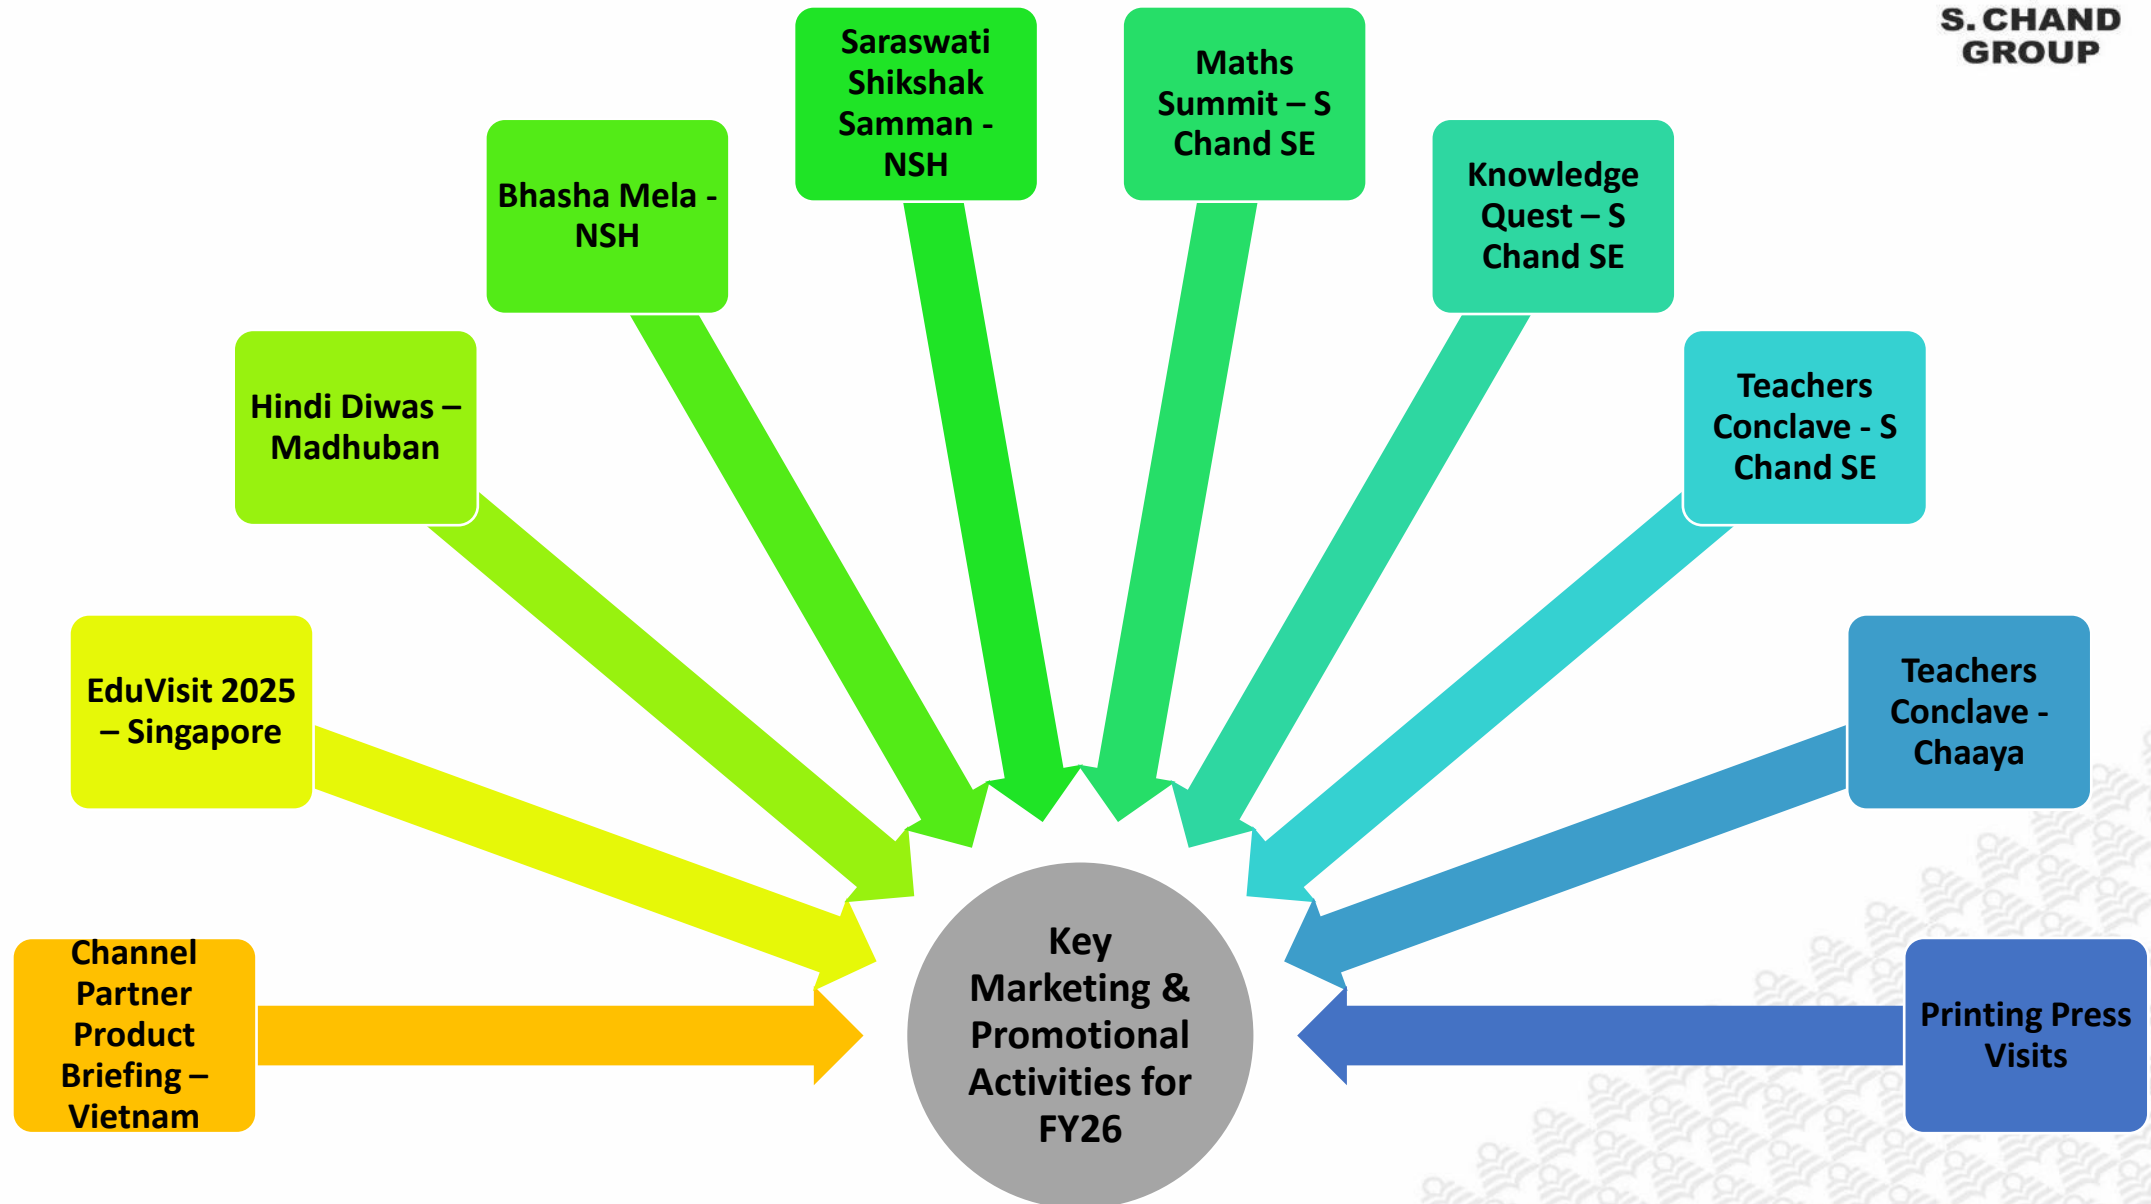 S. CHAND
GROUP
Saraswati
Shikshak
Samman -
NSH
Maths
Summit – S
Chand SE
Bhasha Mela -
NSH
Knowledge
Quest – S
Chand SE
Hindi Diwas –
Madhuban
Teachers
Conclave - S
Chand SE
EduVisit 2025
– Singapore
Teachers
Conclave -
Chaaya
Channel
Partner
Product
Briefing –
Vietnam
Key
Marketing &
Promotional
Activities for
FY26
Printing Press
Visits